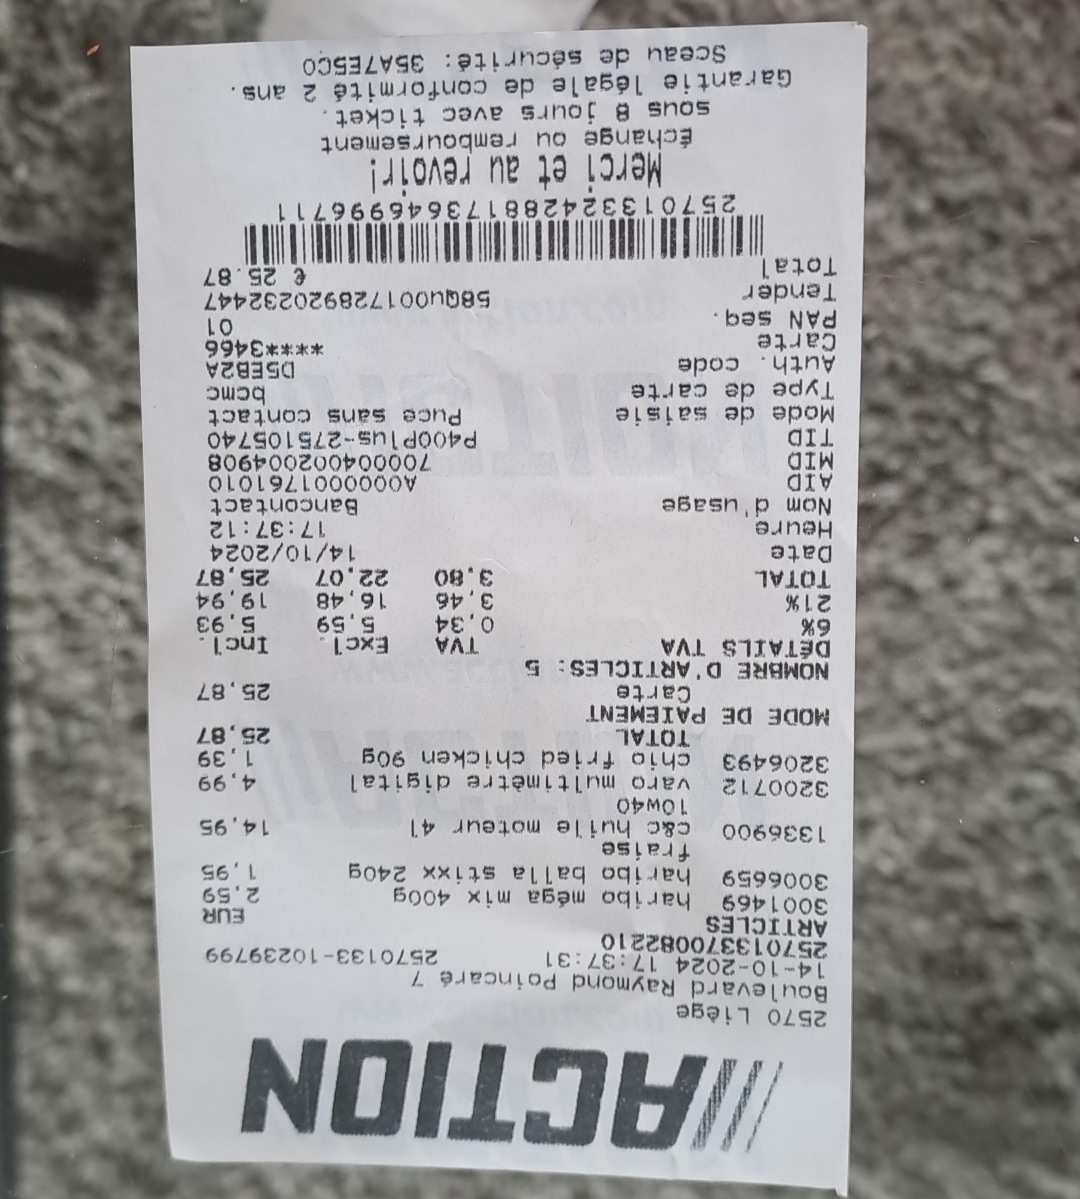 ACTION
2570 Liège
Boulevard Raymond Poincaré 7
14-10-2024 17:37:31 2570133-10239799
2570133700822​10
ARTICLES EUR
3001469 haribo méga mix 400g 2,59
3006659 haribo balla stixx 240g 1,95
fraise
1336900 c&c huile moteur 4l 14,95
10w40
3200712 varo multimètre digital 4,99
3206493 chio fried chicken 90g 1,39
TOTAL 25,87
MODE DE PAIEMENT
Carte 25,87
NOMBRE D'ARTICLES: 5
DÉTAILS TVA TVA Excl. Incl.
6% 0,34 5,59 5,93
21% 3,46 16,48 19,94
TOTAL 3,80 22,07 25,87
Date 14/10/2024
Heure 17:37:12
Nom d'usage Bancontact
AID A0000001761010
MID 700004002004908
TID P400Plus-275105740
Mode de saisie Puce sans contact
Type de carte bcmc
Auth. code D5EB2A
Carte ****3466
PAN seq. 01
Tender 58Qu001728920232447
Total € 25.87
2570133242881736469996711
Merci et au revoir!
Échange ou remboursement
sous 8 jours avec ticket.
Garantie légale de conformité 2 ans.
Sceau de sécurité: 35A7E5C0